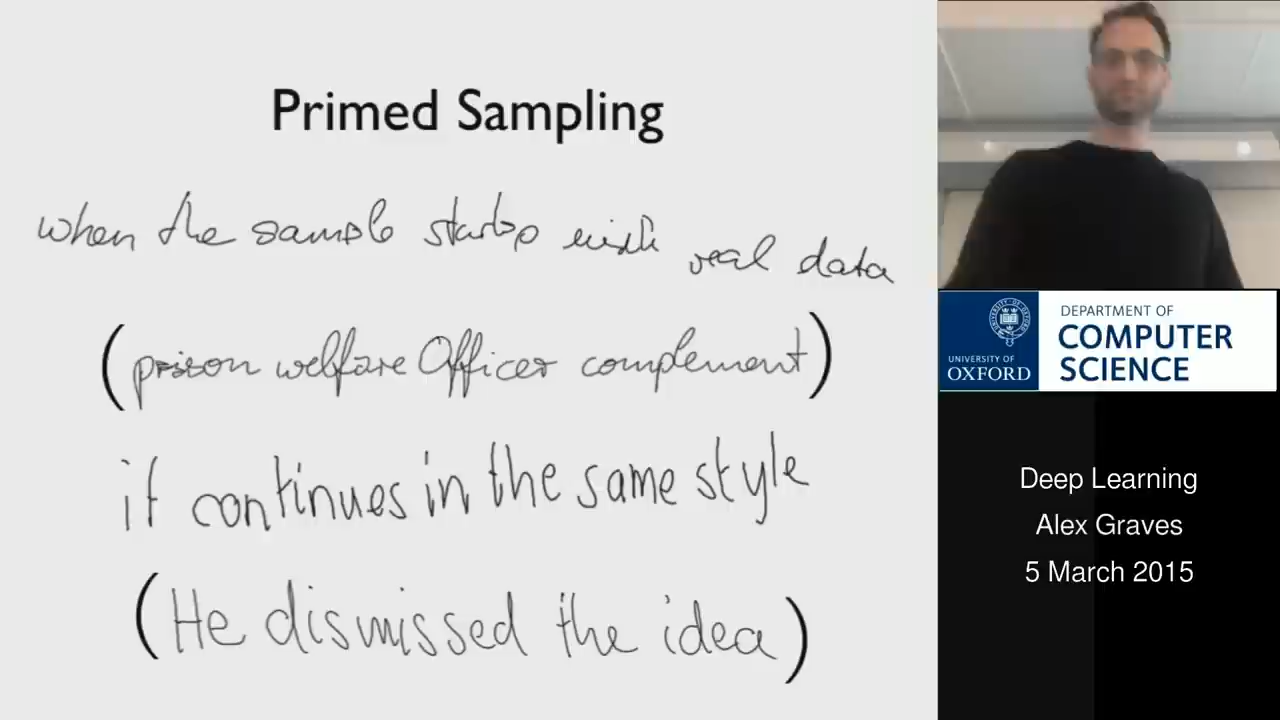 Primed Sampling
when the sample starts with real data
(prison welfare Officer complement)
it continues in the same style
(He dismissed the idea)
UNIVERSITY OF
OXFORD
DEPARTMENT OF
COMPUTER
SCIENCE
Deep Learning
Alex Graves
5 March 2015